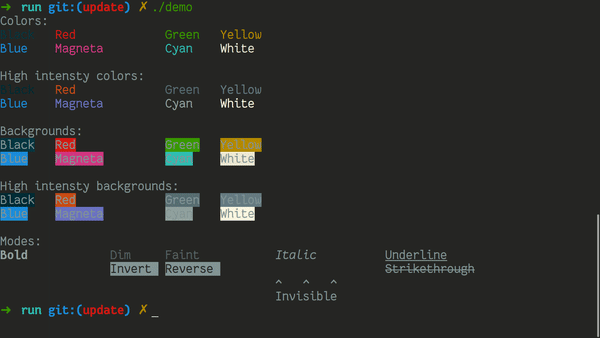 ➜ run git:(update) ✗ ./demo
Colors:
Black Red Green Yellow
Blue Magneta Cyan White
High intensty colors:
Black Red Green Yellow
Blue Magneta Cyan White
Backgrounds:
Black Red Green Yellow
Blue Magneta Cyan White
High intensty backgrounds:
Black Red Green Yellow
Blue Magneta Cyan White
Modes:
Bold Dim Faint Italic Underline
Invert Reverse Strikethrough
^ ^ ^
Invisible
➜ run git:(update) ✗ _